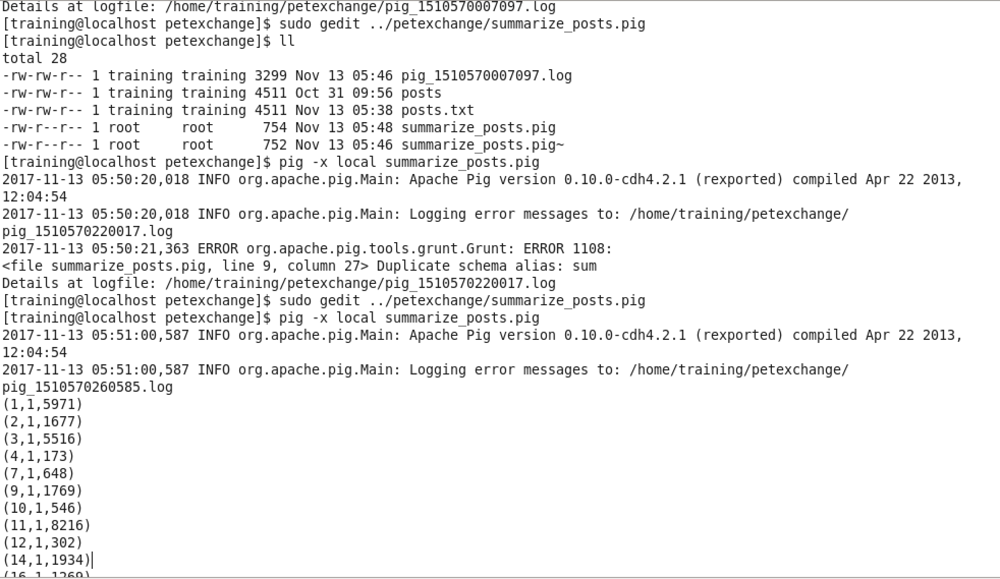 Details at logfile: /home/training/petexchange/pig_1510570007097.log
[training@localhost petexchange]$ sudo gedit ../petexchange/summarize_posts.pig
[training@localhost petexchange]$ ll
total 28
-rw-rw-r-- 1 training training 3299 Nov 13 05:46 pig_1510570007097.log
-rw-rw-r-- 1 training training 4511 Oct 31 09:56 posts
-rw-rw-r-- 1 training training 4511 Nov 13 05:38 posts.txt
-rw-r--r-- 1 root     root      754 Nov 13 05:48 summarize_posts.pig
-rw-r--r-- 1 root     root      752 Nov 13 05:46 summarize_posts.pig~
[training@localhost petexchange]$ pig -x local summarize_posts.pig
2017-11-13 05:50:20,018 INFO org.apache.pig.Main: Apache Pig version 0.10.0-cdh4.2.1 (rexported) compiled Apr 22 2013,
12:04:54
2017-11-13 05:50:20,018 INFO org.apache.pig.Main: Logging error messages to: /home/training/petexchange/
pig_1510570220017.log
2017-11-13 05:50:21,363 ERROR org.apache.pig.tools.grunt.Grunt: ERROR 1108:
<file summarize_posts.pig, line 9, column 27> Duplicate schema alias: sum
Details at logfile: /home/training/petexchange/pig_1510570220017.log
[training@localhost petexchange]$ sudo gedit ../petexchange/summarize_posts.pig
[training@localhost petexchange]$ pig -x local summarize_posts.pig
2017-11-13 05:51:00,587 INFO org.apache.pig.Main: Apache Pig version 0.10.0-cdh4.2.1 (rexported) compiled Apr 22 2013,
12:04:54
2017-11-13 05:51:00,587 INFO org.apache.pig.Main: Logging error messages to: /home/training/petexchange/
pig_1510570260585.log
(1,1,5971)
(2,1,1677)
(3,1,5516)
(4,1,173)
(7,1,648)
(9,1,1769)
(10,1,546)
(11,1,8216)
(12,1,302)
(14,1,1934)
(16,1,1269)